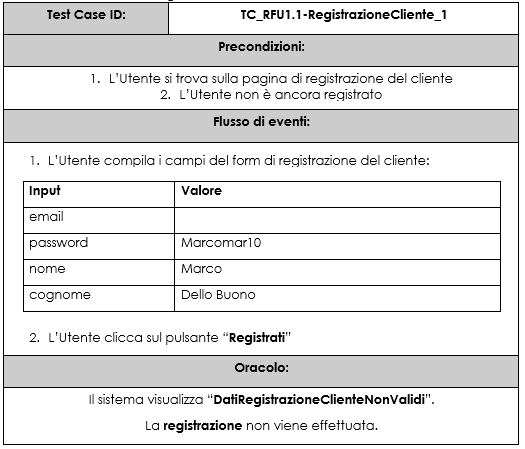 Test Case ID: TC_RFU1.1-RegistrazioneCliente_1
Precondizioni:
1. L'Utente si trova sulla pagina di registrazione del cliente
2. L'Utente non è ancora registrato
Flusso di eventi:
1. L'Utente compila i campi del form di registrazione del cliente:
Input Valore
email
password Marcomar10
nome Marco
cognome Dello Buono
2. L'Utente clicca sul pulsante “Registrati”
Oracolo:
Il sistema visualizza “DatiRegistrazioneClienteNonValidi”.
La registrazione non viene effettuata.